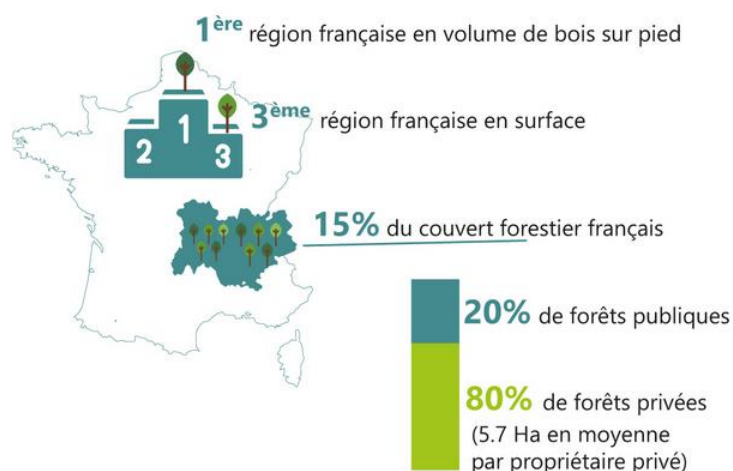 1ère région française en volume de bois sur pied
3ème région française en surface
2 1 3
15% du couvert forestier français
20% de forêts publiques
80% de forêts privées
(5.7 Ha en moyenne
par propriétaire privé)